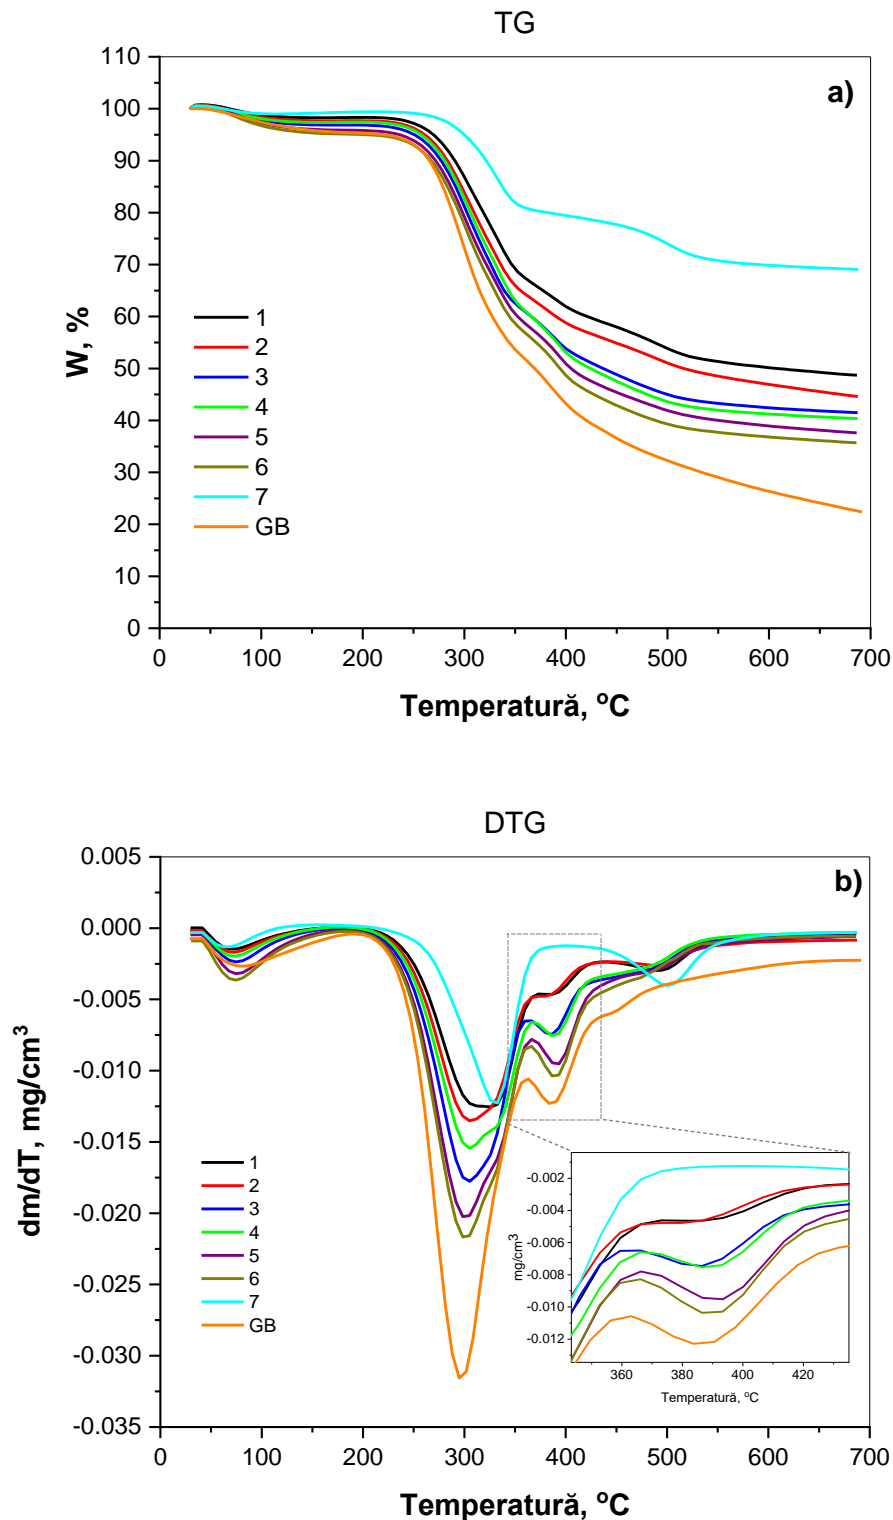 TG
a)
110
100
90
80
70
60
50
40
30
20
10
0
W, %
1
2
3
4
5
6
7
GB
0 100 200 300 400 500 600 700
Temperatură, ºC
DTG
b)
0.005
0.000
-0.005
-0.010
-0.015
-0.020
-0.025
-0.030
-0.035
dm/dT, mg/cm³
1
2
3
4
5
6
7
GB
-0.002
-0.004
-0.006
-0.008
-0.010
-0.012
mg/cm³
360 380 400 420
Temperatură, ºC
0 100 200 300 400 500 600 700
Temperatură, ºC